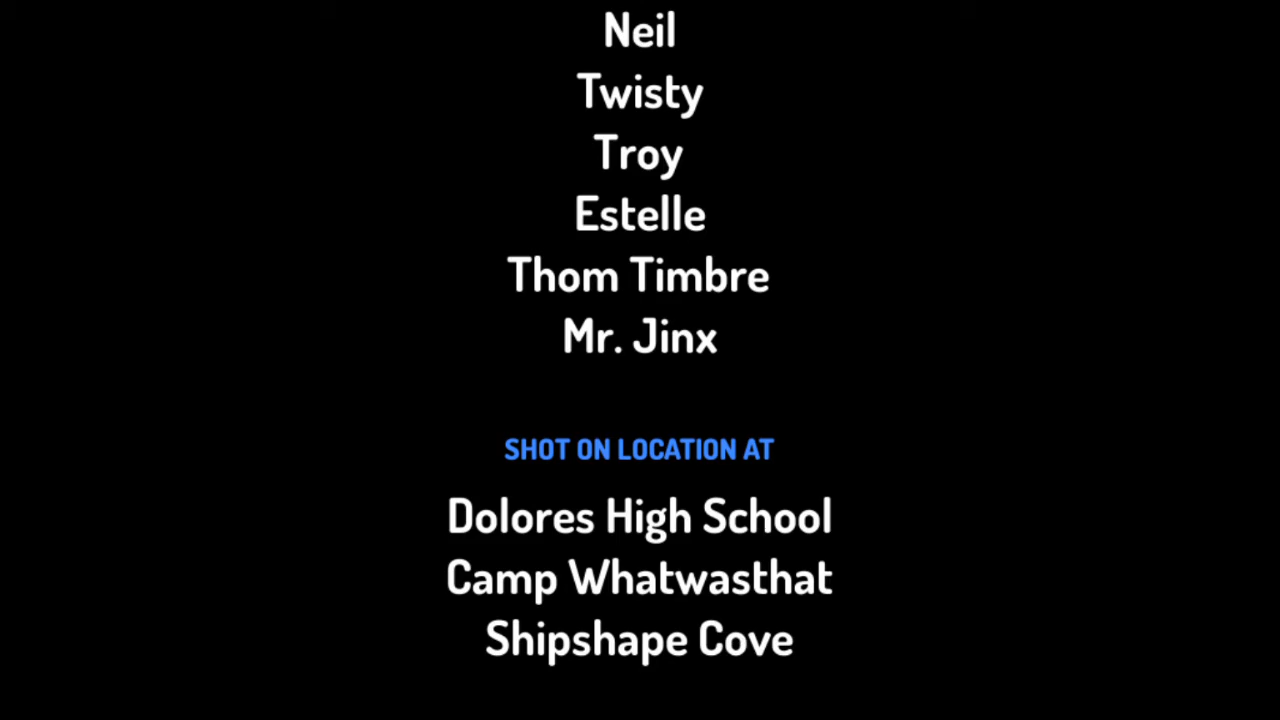 Neil
Twisty
Troy
Estelle
Thom Timbre
Mr. Jinx
SHOT ON LOCATION AT
Dolores High School
Camp Whatwasthat
Shipshape Cove